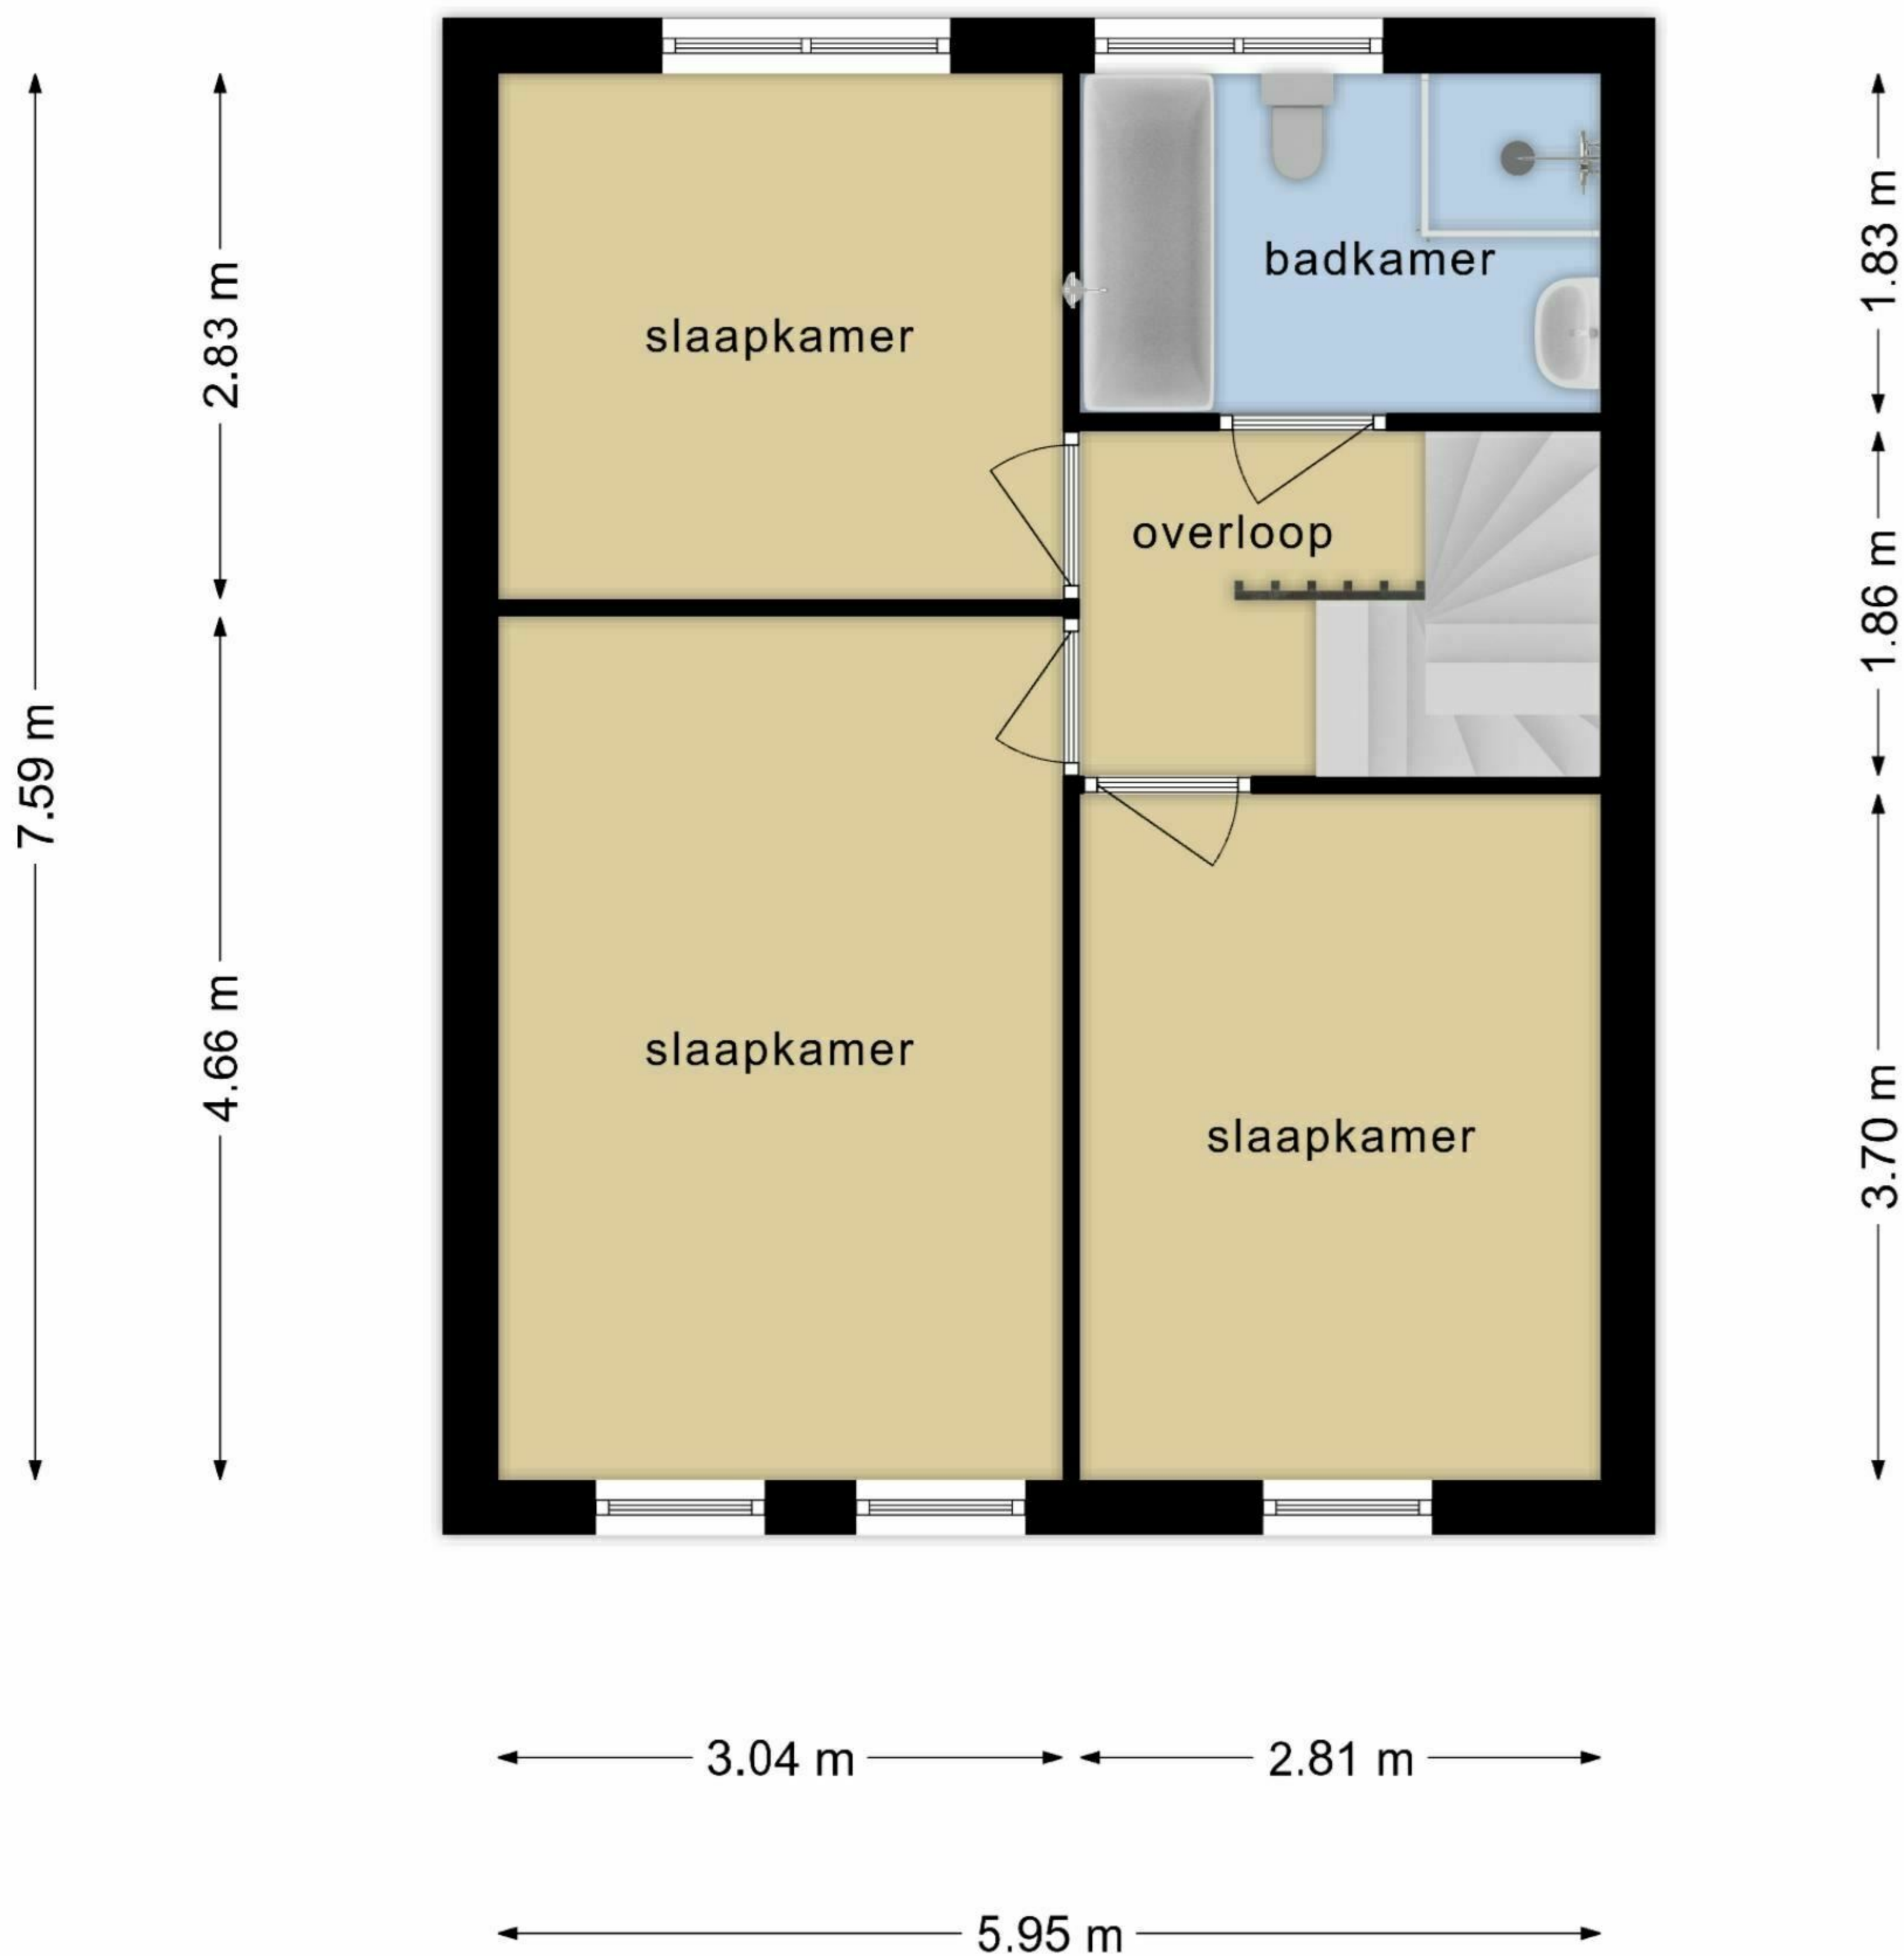 badkamer
1.83 m
2.83 m
slaapkamer
overloop
1.86 m
7.59 m
4.66 m
slaapkamer
slaapkamer
3.70 m
3.04 m
2.81 m
5.95 m